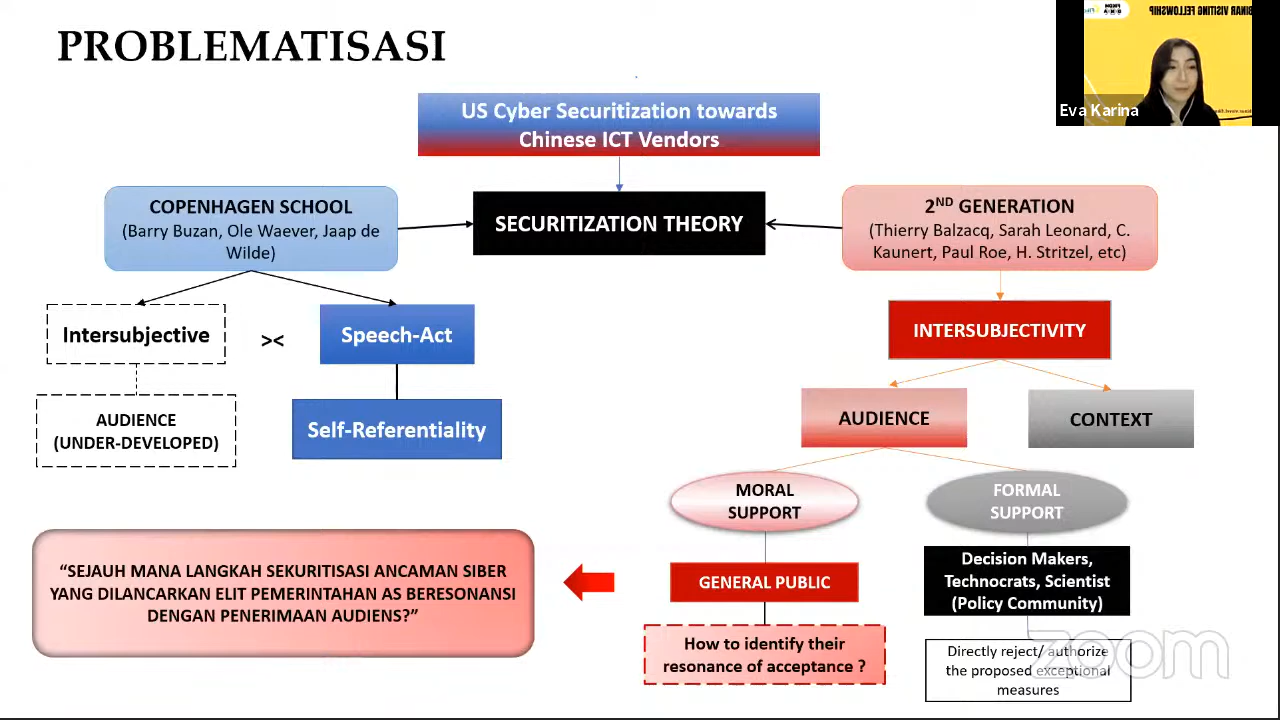 PROBLEMATISASI
US Cyber Securitization towards
Chinese ICT Vendors
COPENHAGEN SCHOOL
(Barry Buzan, Ole Waever, Jaap de
Wilde)
SECURITIZATION THEORY
2ND GENERATION
(Thierry Balzacq, Sarah Leonard, C.
Kaunert, Paul Roe, H. Stritzel, etc)
Intersubjective
><
Speech-Act
AUDIENCE
(UNDER-DEVELOPED)
Self-Referentiality
INTERSUBJECTIVITY
AUDIENCE
CONTEXT
MORAL
SUPPORT
FORMAL
SUPPORT
GENERAL PUBLIC
Decision Makers,
Technocrats, Scientist
(Policy Community)
How to identify their
resonance of acceptance ?
Directly reject/ authorize
the proposed exceptional
measures
“SEJAUH MANA LANGKAH SEKURITISASI ANCAMAN SIBER
YANG DILANCARKAN ELIT PEMERINTAHAN AS BERESONANSI
DENGAN PENERIMAAN AUDIENS?”
BINAR VISITING FELLOWSHIP
Eva Karina
zoom